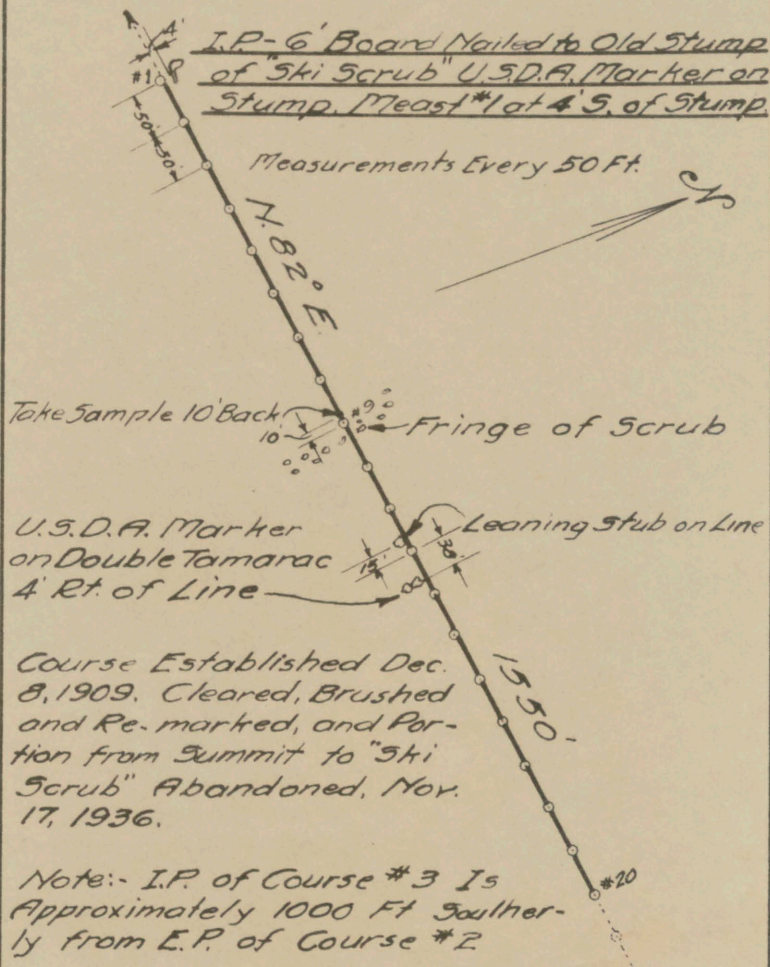 4'
I.P.- 6' Board Nailed to Old Stump
of "Ski Scrub" U.S.D.A. Marker on
Stump. Meas't #1 at 4' S. of Stump.
#1
50' 50'
Measurements Every 50 Ft.
N
N. 82° E.
Take Sample 10' Back
#9
10'
Fringe of Scrub
U.S.D.A. Marker
on Double Tamarac
4' Rt. of Line
Leaning Stub on Line
15'
38'
1550'
Course Established Dec.
8, 1909. Cleared, Brushed
and Re-marked, and Por-
tion from Summit to "Ski
Scrub" Abandoned, Nov.
17, 1936.
#20
Note:- I.P. of Course #3 Is
Approximately 1000 Ft Souther-
ly from E.P. of Course #2